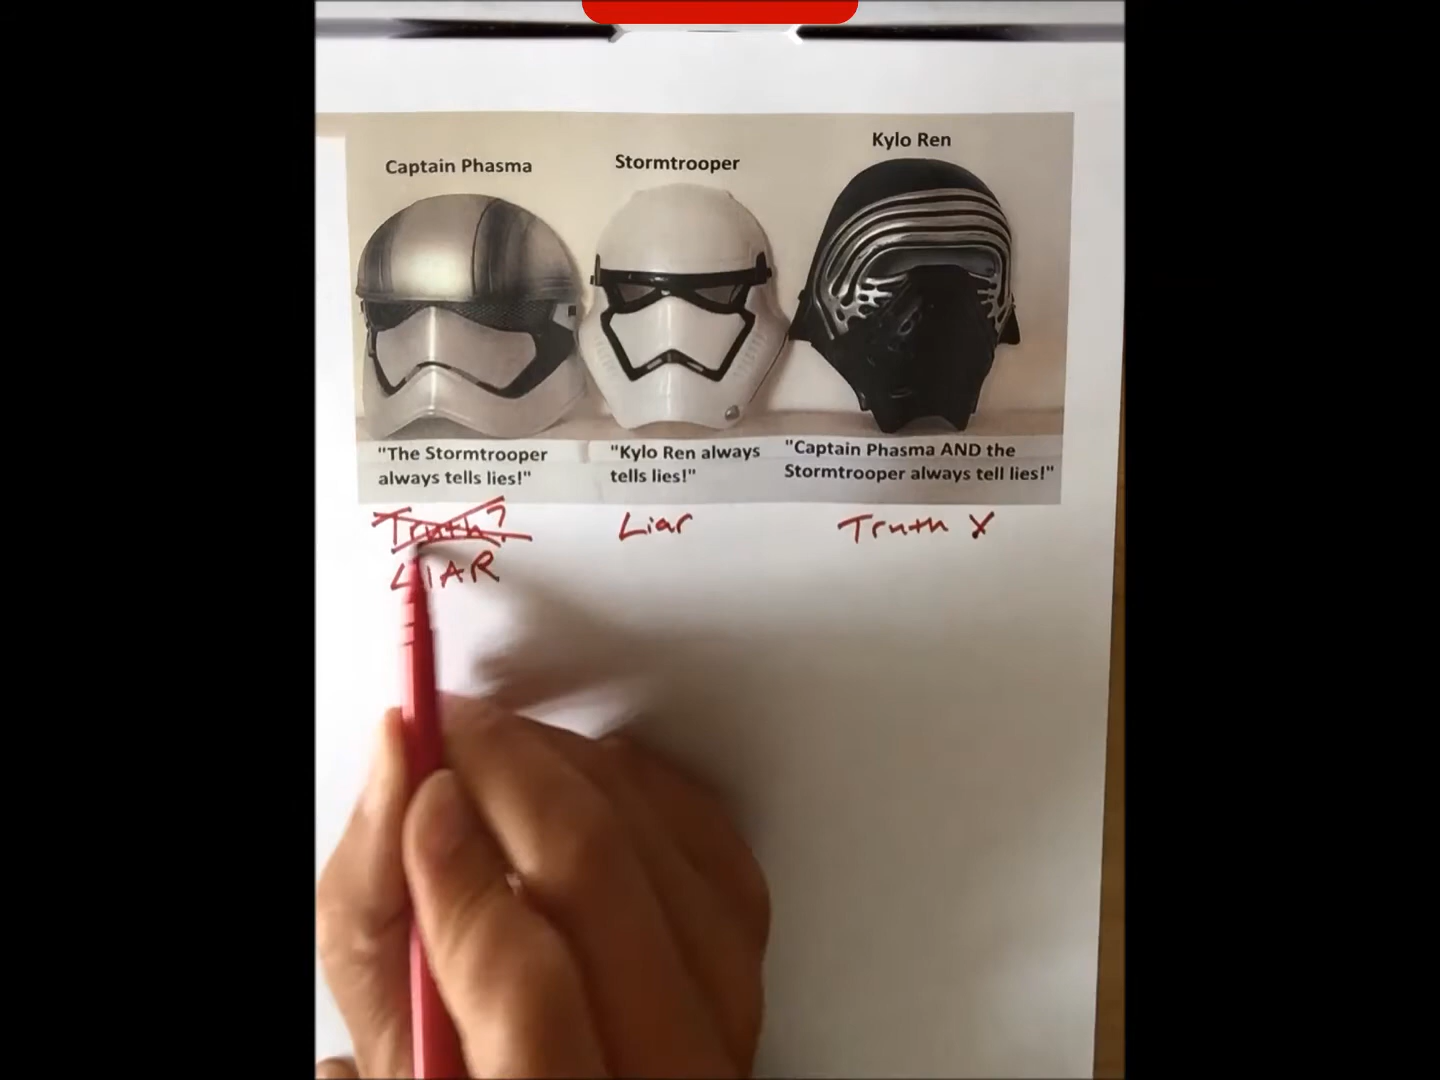 Captain Phasma
Stormtrooper
Kylo Ren
"The Stormtrooper
always tells lies!"
"Kylo Ren always
tells lies!"
"Captain Phasma AND the
Stormtrooper always tell lies!"
Truth?
LIAR
Liar
Truth X